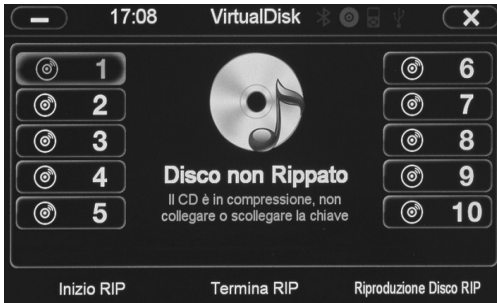 17:08 VirtualDisk
1
2
3
4
5
6
7
8
9
10
Disco non Rippato
Il CD è in compressione, non
collegare o scollegare la chiave
Inizio RIP Termina RIP Riproduzione Disco RIP